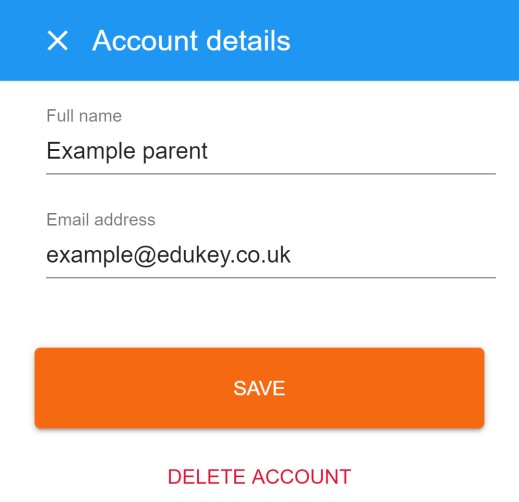 Account details
Full name
Example parent
Email address
example@edukey.co.uk
SAVE
DELETE ACCOUNT